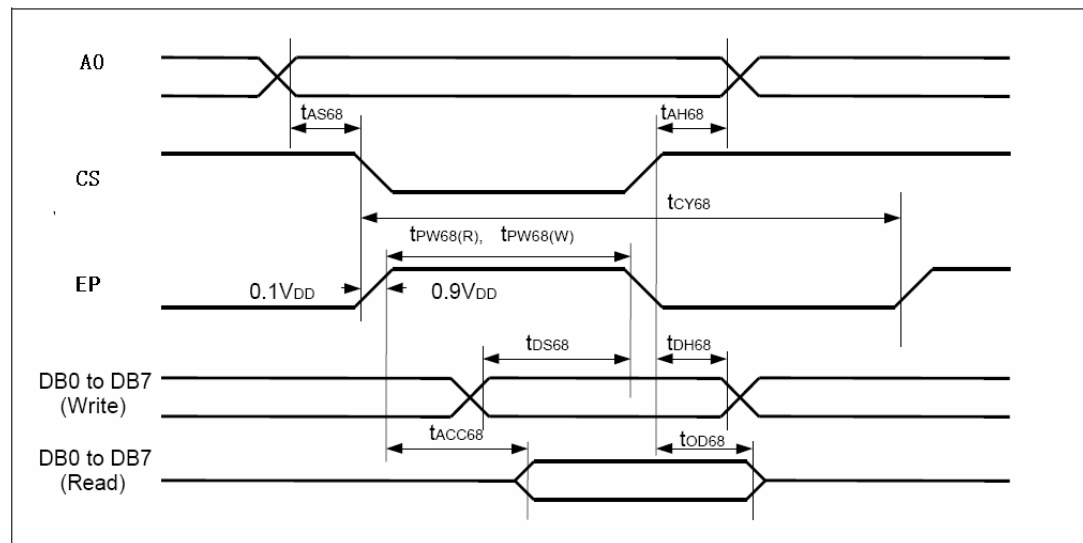 A0
tAS68
tAH68
CS
tCY68
tPW68(R), tPW68(W)
EP
0.1VDD
0.9VDD
tDS68
tDH68
DB0 to DB7
(Write)
tACC68
tOD68
DB0 to DB7
(Read)